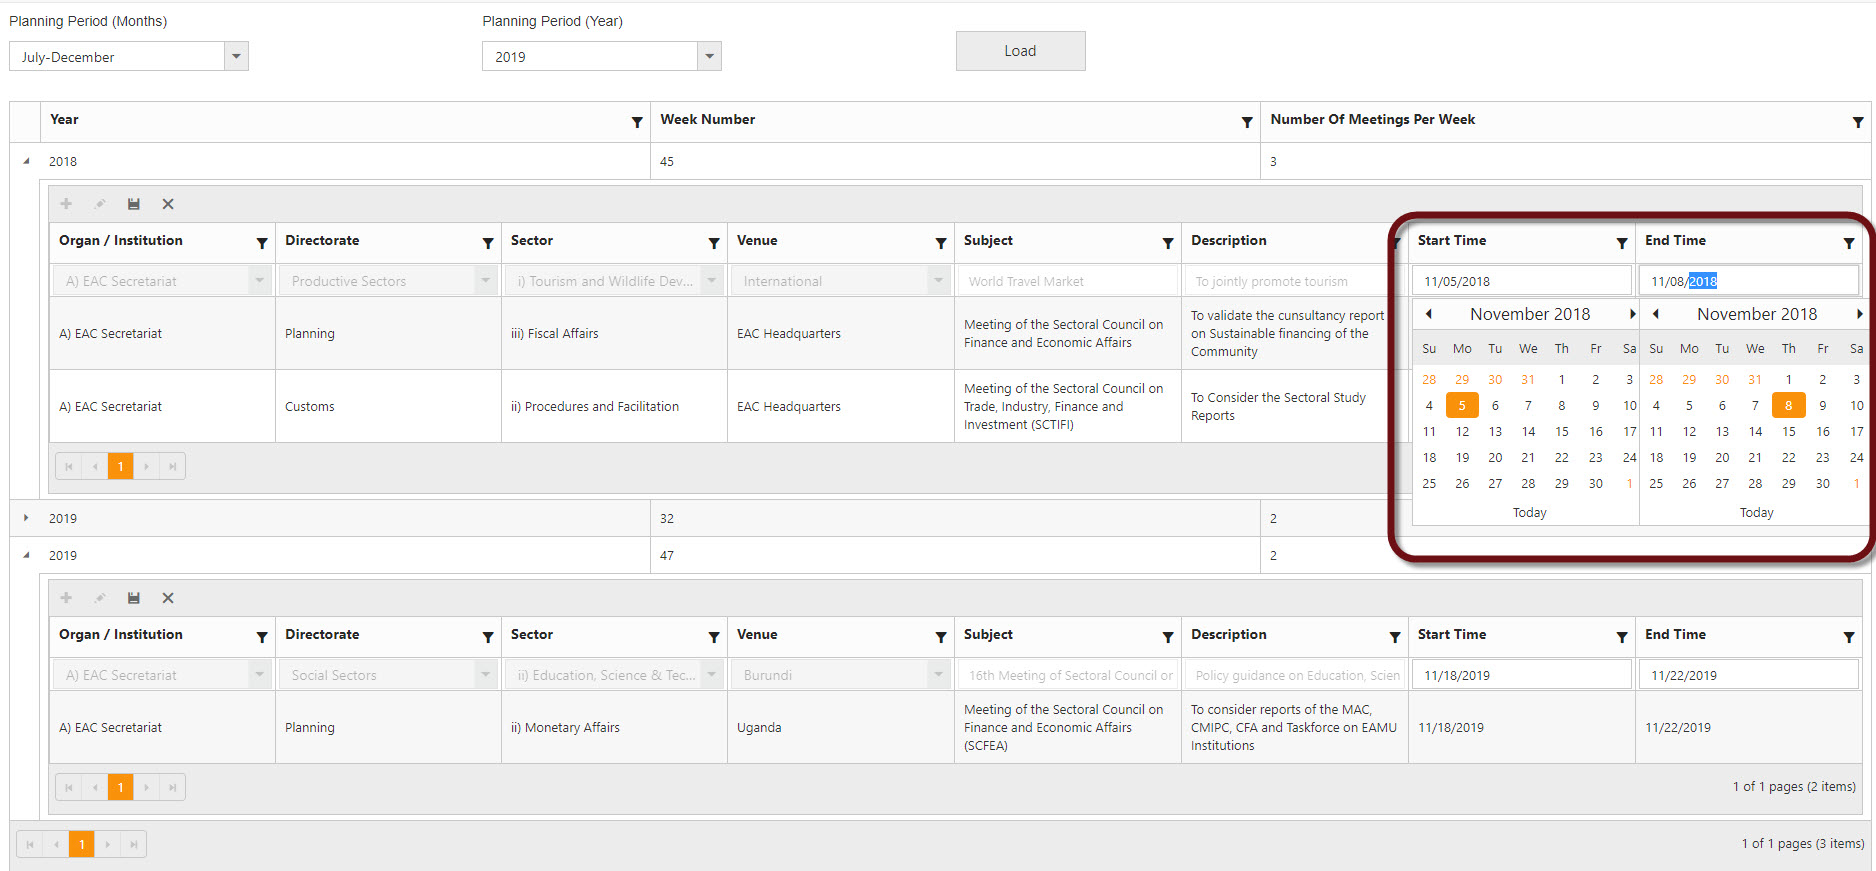 Planning Period (Months)
Planning Period (Year)
July-December
2019
Load
Year
Week Number
Number Of Meetings Per Week
2018
45
3
Organ / Institution
Directorate
Sector
Venue
Subject
Description
Start Time
End Time
A) EAC Secretariat
Productive Sectors
i) Tourism and Wildlife Dev...
International
World Travel Market
To jointly promote tourism
11/05/2018
11/08/2018
A) EAC Secretariat
Planning
iii) Fiscal Affairs
EAC Headquarters
Meeting of the Sectoral Council on
Finance and Economic Affairs
To validate the cunsultancy report
on Sustainable financing of the
Community
A) EAC Secretariat
Customs
ii) Procedures and Facilitation
EAC Headquarters
Meeting of the Sectoral Council on
Trade, Industry, Finance and
Investment (SCTIFI)
To Consider the Sectoral Study
Reports
November 2018
Su Mo Tu We Th Fr Sa
28 29 30 31 1 2 3
4 5 6 7 8 9 10
11 12 13 14 15 16 17
18 19 20 21 22 23 24
25 26 27 28 29 30 1
Today
November 2018
Su Mo Tu We Th Fr Sa
28 29 30 31 1 2 3
4 5 6 7 8 9 10
11 12 13 14 15 16 17
18 19 20 21 22 23 24
25 26 27 28 29 30 1
Today
1
2019
32
2
2019
47
2
Organ / Institution
Directorate
Sector
Venue
Subject
Description
Start Time
End Time
A) EAC Secretariat
Social Sectors
ii) Education, Science & Tec...
Burundi
16th Meeting of Sectoral Council or
Policy guidance on Education, Scien
11/18/2019
11/22/2019
A) EAC Secretariat
Planning
ii) Monetary Affairs
Uganda
Meeting of the Sectoral Council on
Finance and Economic Affairs
(SCFEA)
To consider reports of the MAC,
CMIPC, CFA and Taskforce on EAMU
Institutions
11/18/2019
11/22/2019
1
1 of 1 pages (2 items)
1
1 of 1 pages (3 items)